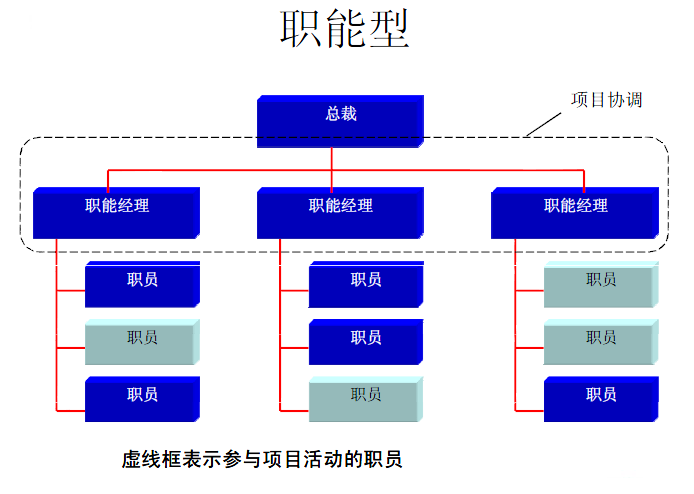 职能型
项目协调
总裁
职能经理 职能经理 职能经理
职员 职员 职员
职员 职员 职员
职员 职员 职员
虚线框表示参与项目活动的职员